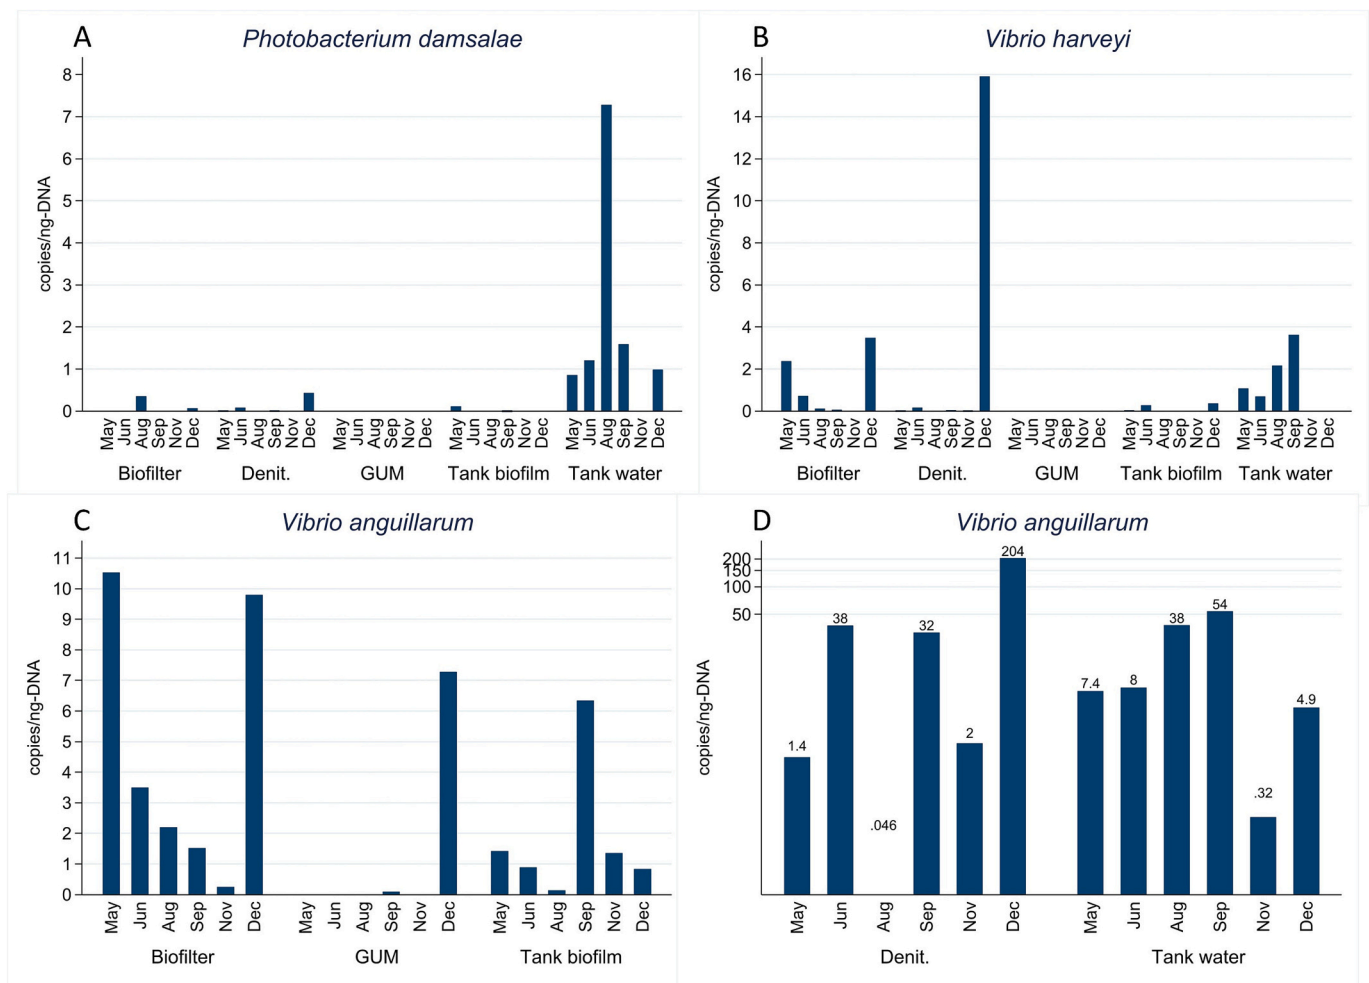 A
Photobacterium damsalae
copies/ng-DNA
8
7
6
5
4
3
2
1
0
May Jun Aug Sep Nov Dec May Jun Aug Sep Nov Dec May Jun Aug Sep Nov Dec May Jun Aug Sep Nov Dec May Jun Aug Sep Nov Dec
Biofilter Denit. GUM Tank biofilm Tank water
B
Vibrio harveyi
copies/ng-DNA
16
14
12
10
8
6
4
2
0
May Jun Aug Sep Nov Dec May Jun Aug Sep Nov Dec May Jun Aug Sep Nov Dec May Jun Aug Sep Nov Dec May Jun Aug Sep Nov Dec
Biofilter Denit. GUM Tank biofilm Tank water
C
Vibrio anguillarum
copies/ng-DNA
11
10
9
8
7
6
5
4
3
2
1
0
May Jun Aug Sep Nov Dec May Jun Aug Sep Nov Dec May Jun Aug Sep Nov Dec
Biofilter GUM Tank biofilm
D
Vibrio anguillarum
copies/ng-DNA
200
150
100
50
1.4 38 .046 32 2 204 7.4 8 38 54 .32 4.9
May Jun Aug Sep Nov Dec May Jun Aug Sep Nov Dec
Denit. Tank water